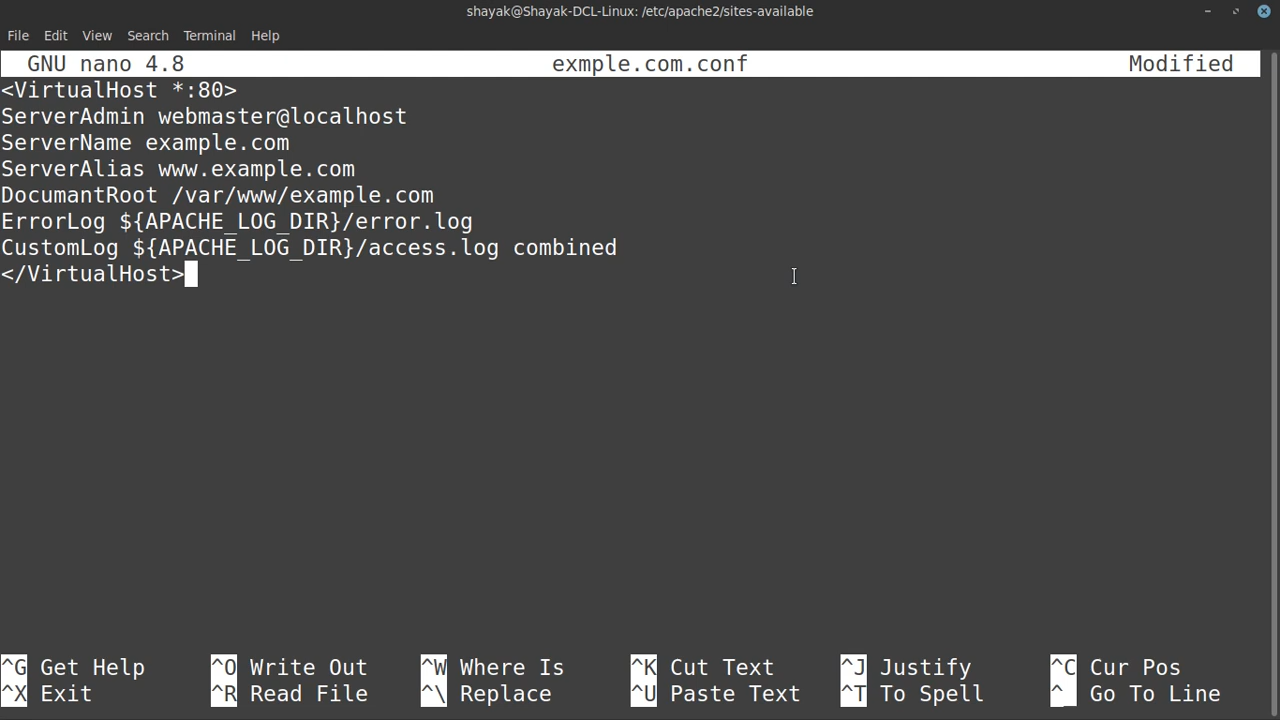 shayak@Shayak-DCL-Linux: /etc/apache2/sites-available
File Edit View Search Terminal Help
GNU nano 4.8 exmple.com.conf Modified
<VirtualHost *:80>
ServerAdmin webmaster@localhost
ServerName example.com
ServerAlias www.example.com
DocumantRoot /var/www/example.com
ErrorLog ${APACHE_LOG_DIR}/error.log
CustomLog ${APACHE_LOG_DIR}/access.log combined
</VirtualHost>
^G Get Help ^O Write Out ^W Where Is ^K Cut Text ^J Justify ^C Cur Pos
^X Exit ^R Read File ^\ Replace ^U Paste Text ^T To Spell ^_ Go To Line